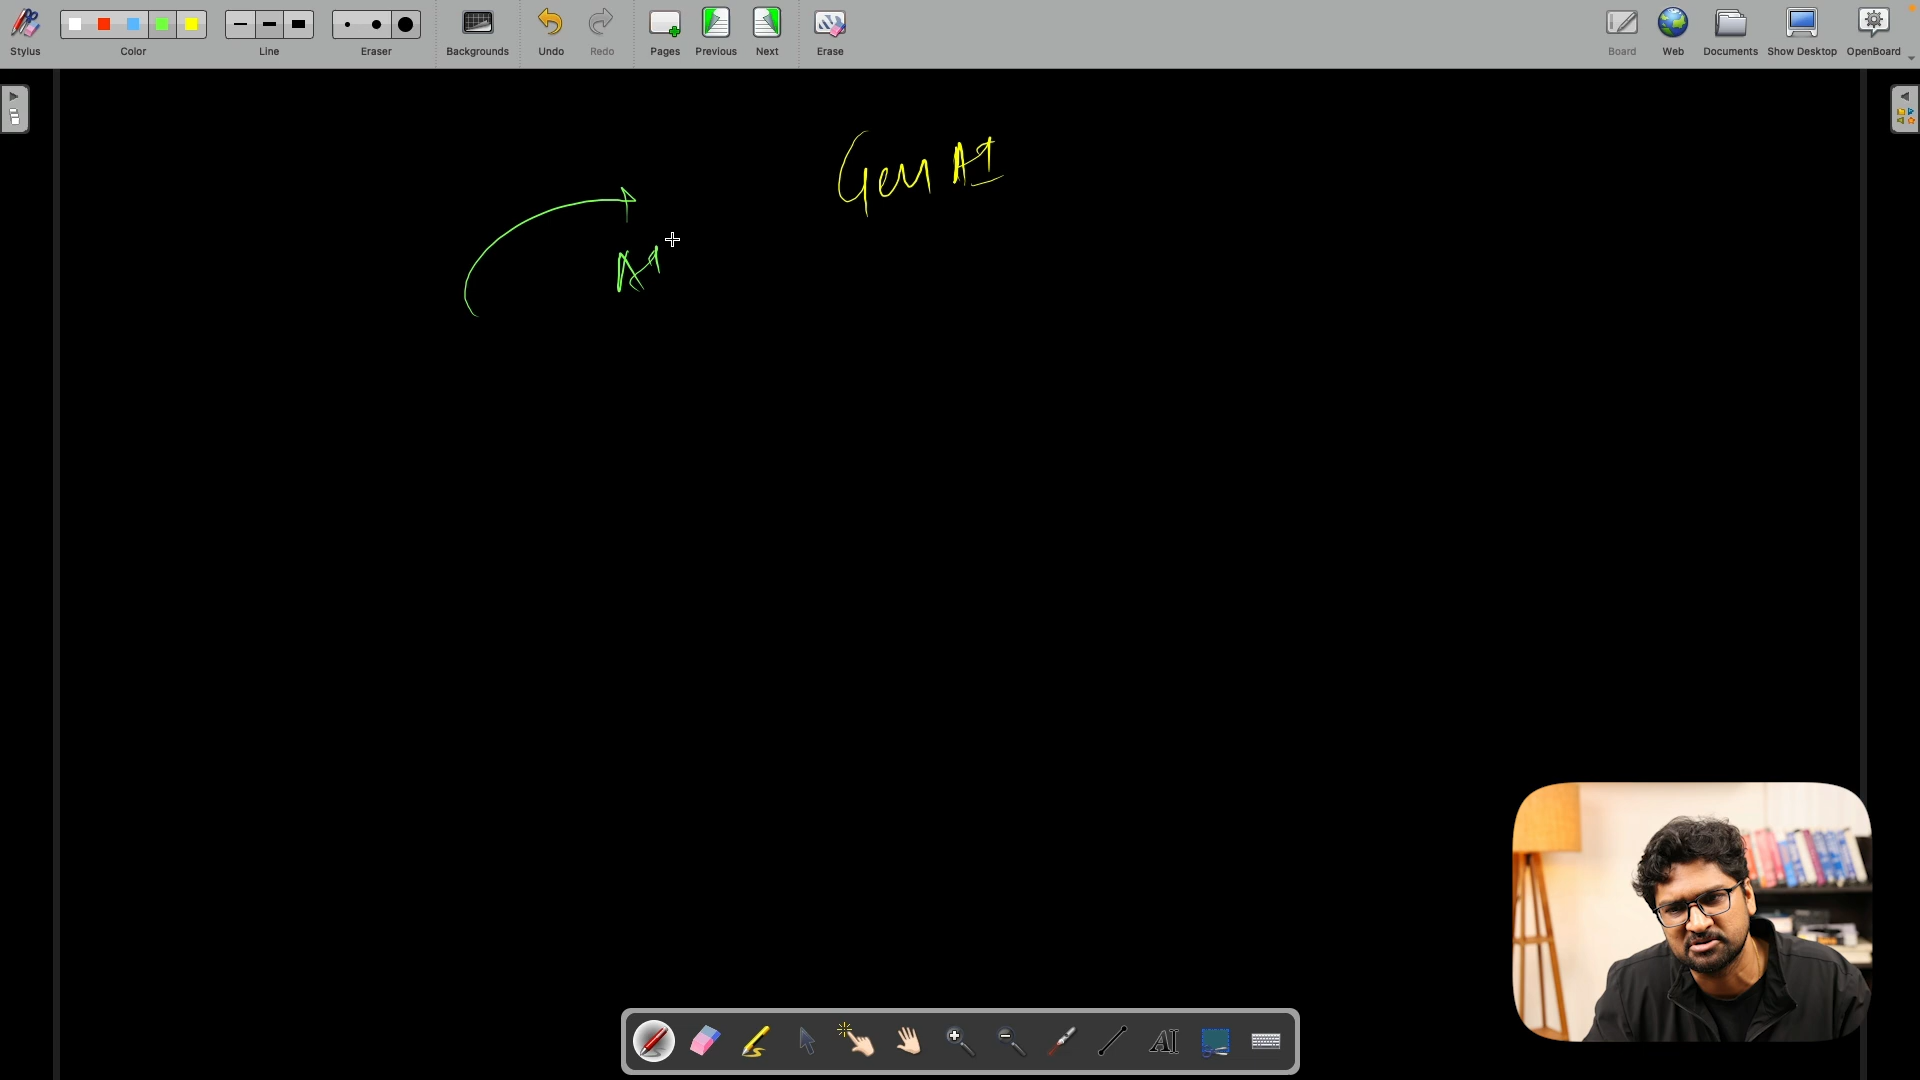 Stylus Color Line Eraser Backgrounds Undo Redo Pages Previous Next Erase Board Web Documents Show Desktop OpenBoard
Gen AI
AI